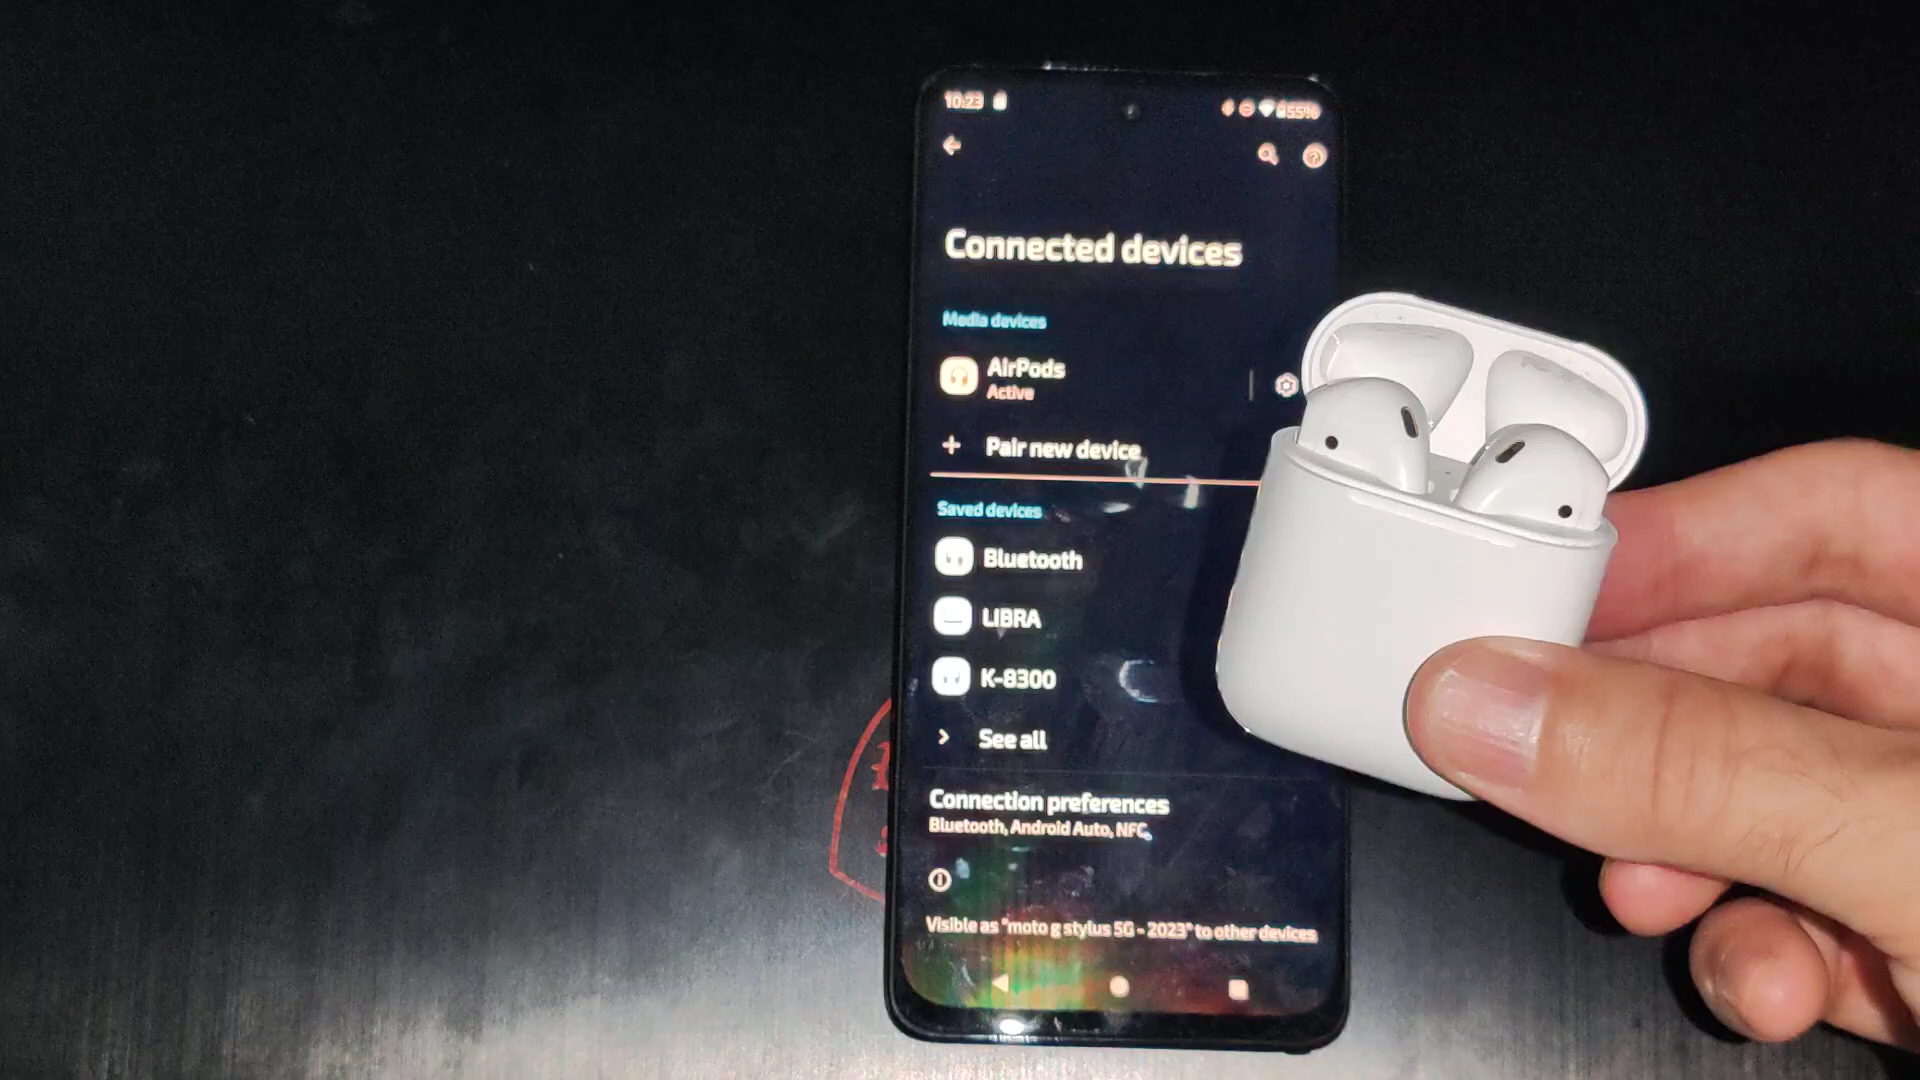 10:23
55%
Connected devices
Media devices
AirPods
Active
Pair new device
Saved devices
Bluetooth
LIBRA
K-8300
See all
Connection preferences
Bluetooth, Android Auto, NFC
Visible as "moto g stylus 5G - 2023" to other devices